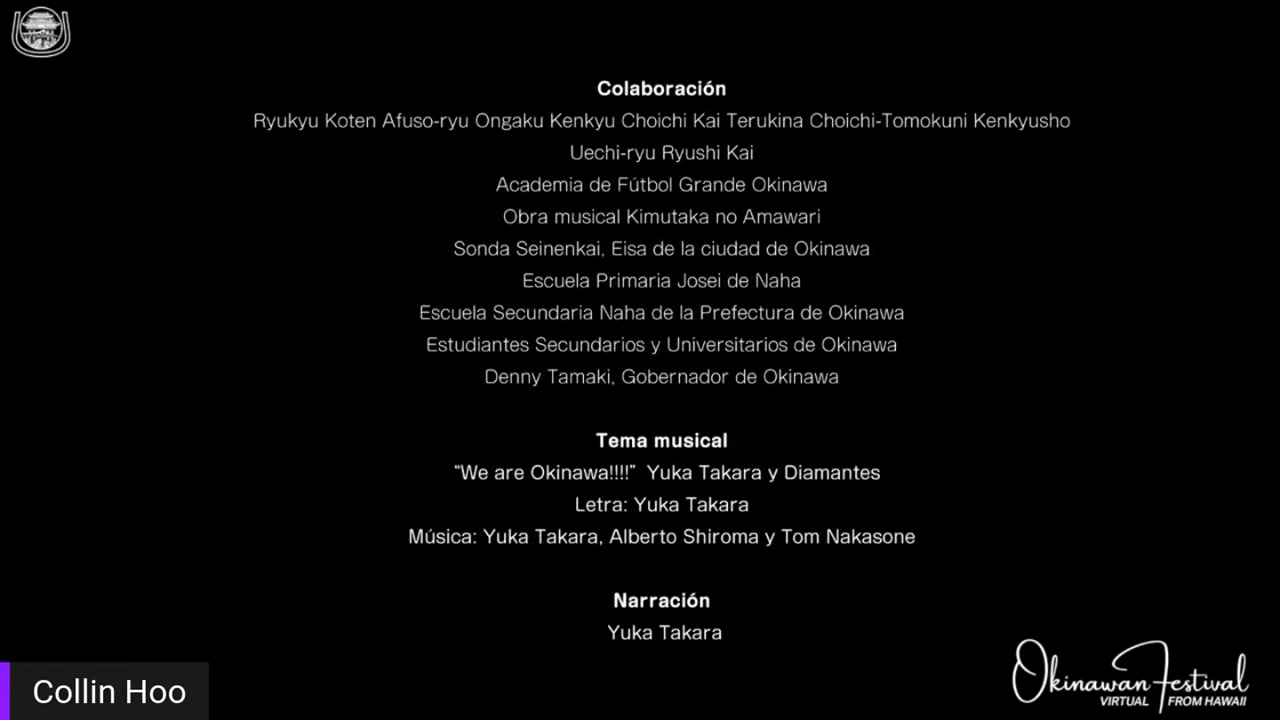 Colaboración
Ryukyu Koten Afuso-ryu Ongaku Kenkyu Choichi Kai Terukina Choichi-Tomokuni Kenkyusho
Uechi-ryu Ryushi Kai
Academia de Fútbol Grande Okinawa
Obra musical Kimutaka no Amawari
Sonda Seinenkai, Eisa de la ciudad de Okinawa
Escuela Primaria Josei de Naha
Escuela Secundaria Naha de la Prefectura de Okinawa
Estudiantes Secundarios y Universitarios de Okinawa
Denny Tamaki, Gobernador de Okinawa
Tema musical
“We are Okinawa!!!!” Yuka Takara y Diamantes
Letra: Yuka Takara
Música: Yuka Takara, Alberto Shiroma y Tom Nakasone
Narración
Yuka Takara
Collin Hoo
Okinawan Festival
VIRTUAL FROM HAWAII